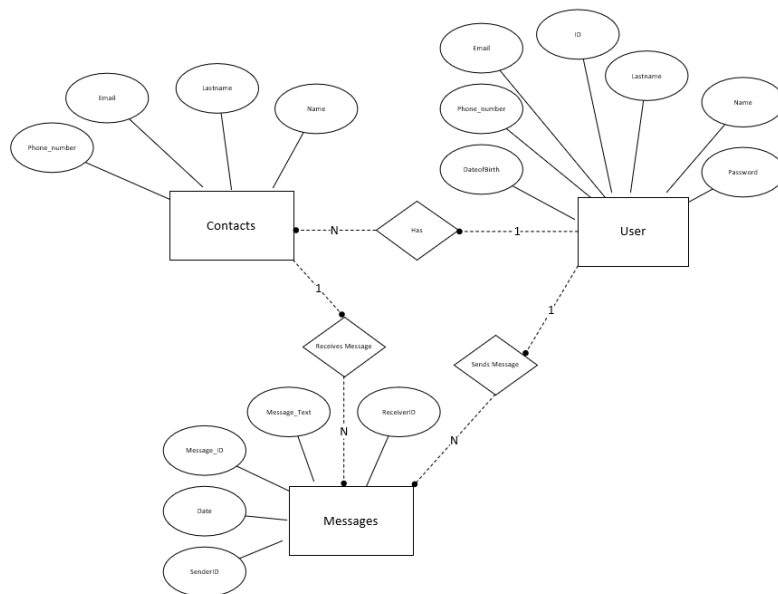 ID
Email
Lastname
Email
Lastname
Name
Name
Phone_number
Phone_number
DateofBirth
Password
Contacts
N
Has
1
User
1
1
Receives Message
Sends Message
Message_Text
ReceiverID
N
N
Message_ID
Date
Messages
SenderID